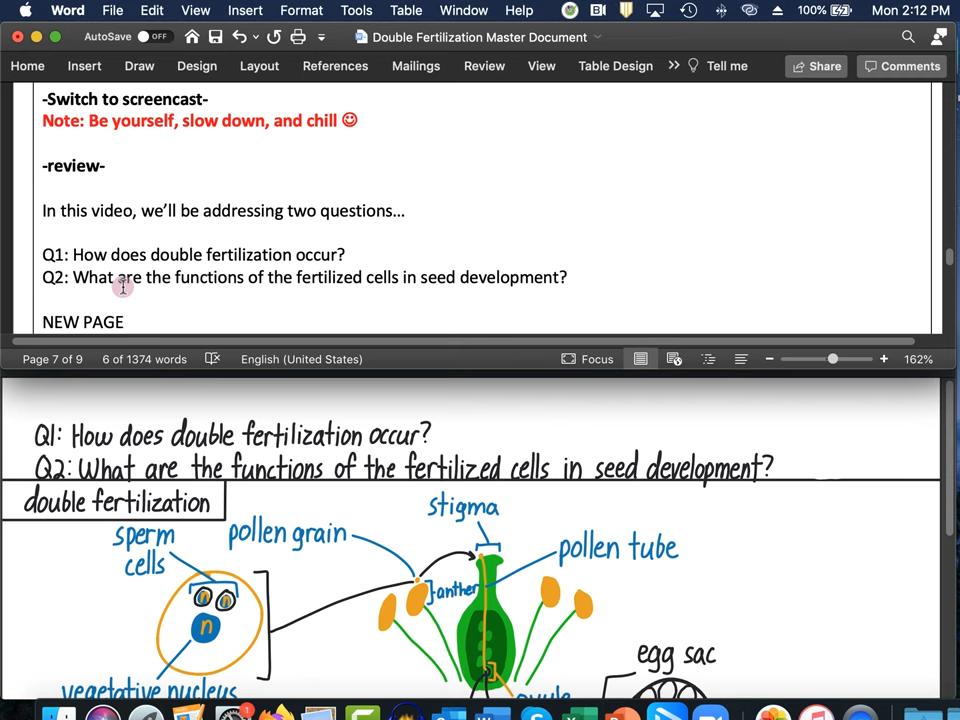 Word File Edit View Insert Format Tools Table Window Help 100% Mon 2:12 PM
AutoSave OFF Double Fertilization Master Document
Home Insert Draw Design Layout References Mailings Review View Table Design >> Tell me Share Comments
-Switch to screencast-
Note: Be yourself, slow down, and chill ☺
-review-
In this video, we'll be addressing two questions...
Q1: How does double fertilization occur?
Q2: What are the functions of the fertilized cells in seed development?
NEW PAGE
Page 7 of 9 6 of 1374 words English (United States) Focus 162%
Q1: How does double fertilization occur?
Q2: What are the functions of the fertilized cells in seed development?
double fertilization
stigma
sperm
cells
pollen grain
pollen tube
anther
n n
n
egg sac
vegetative nucleus
ovule